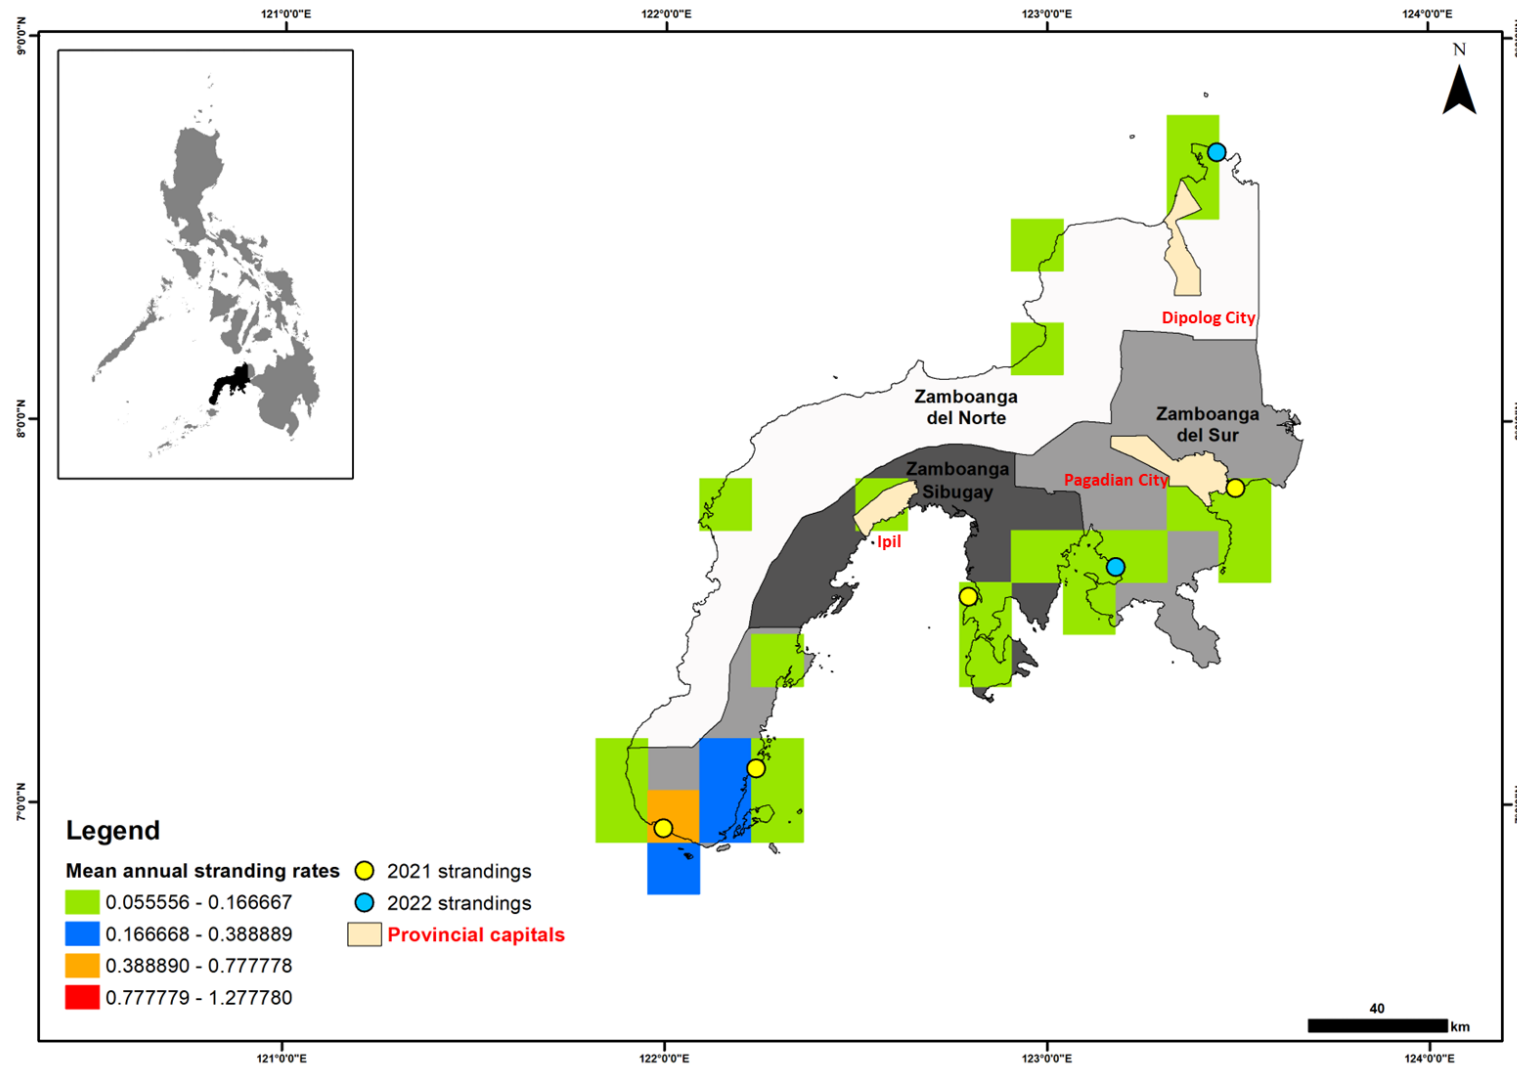 121°0'0"E
122°0'0"E
123°0'0"E
124°0'0"E
9°0'0"N
N
Dipolog City
Zamboanga
del Norte
8°0'0"N
Zamboanga
del Sur
Zamboanga
Sibugay
Pagadian City
Ipil
7°0'0"N
Legend
Mean annual stranding rates
0.055556 - 0.166667
0.166668 - 0.388889
0.388890 - 0.777778
0.777779 - 1.277780
2021 strandings
2022 strandings
Provincial capitals
40
km
121°0'0"E
122°0'0"E
123°0'0"E
124°0'0"E